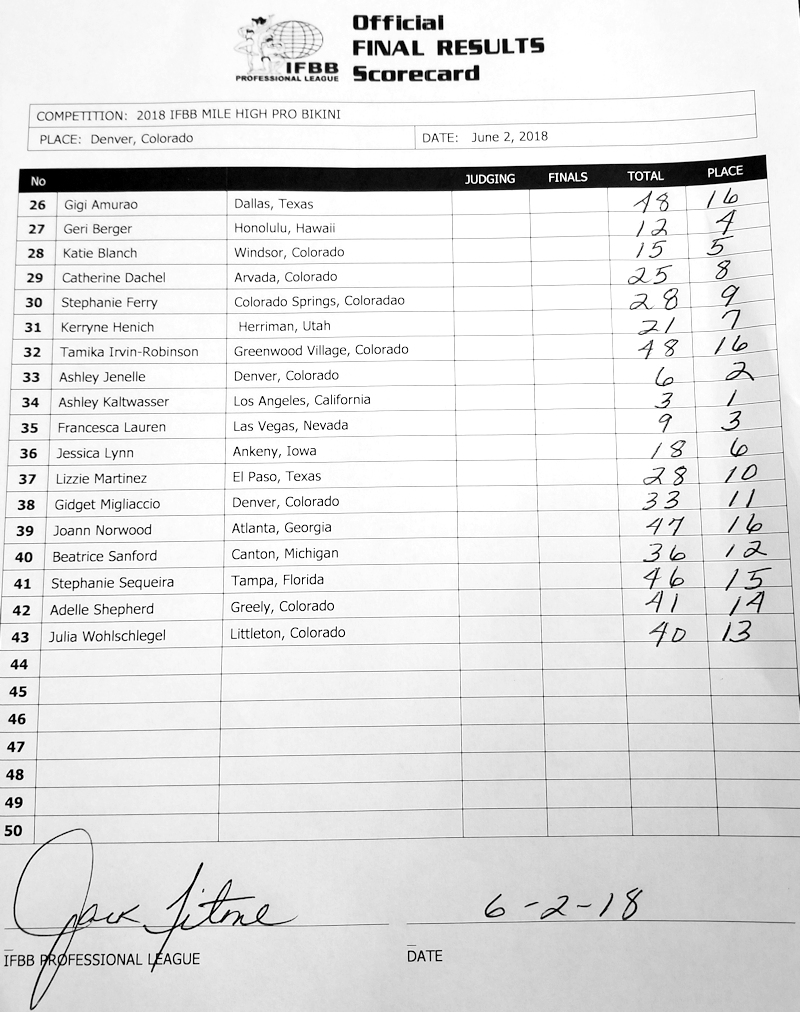 Official
FINAL RESULTS
Scorecard
IFBB
PROFESSIONAL LEAGUE
COMPETITION: 2018 IFBB MILE HIGH PRO BIKINI
PLACE: Denver, Colorado DATE: June 2, 2018
No JUDGING FINALS TOTAL PLACE
26 Gigi Amurao Dallas, Texas 48 16
27 Geri Berger Honolulu, Hawaii 12 4
28 Katie Blanch Windsor, Colorado 15 5
29 Catherine Dachel Arvada, Colorado 25 8
30 Stephanie Ferry Colorado Springs, Coloradao 28 9
31 Kerryne Henich Herriman, Utah 21 7
32 Tamika Irvin-Robinson Greenwood Village, Colorado 48 16
33 Ashley Jenelle Denver, Colorado 6 2
34 Ashley Kaltwasser Los Angeles, California 3 1
35 Francesca Lauren Las Vegas, Nevada 9 3
36 Jessica Lynn Ankeny, Iowa 18 6
37 Lizzie Martinez El Paso, Texas 28 10
38 Gidget Migliaccio Denver, Colorado 33 11
39 Joann Norwood Atlanta, Georgia 47 16
40 Beatrice Sanford Canton, Michigan 36 12
41 Stephanie Sequeira Tampa, Florida 46 15
42 Adelle Shepherd Greely, Colorado 41 14
43 Julia Wohlschlegel Littleton, Colorado 40 13
44
45
46
47
48
49
50
Jack Titone 6-2-18
IFBB PROFESSIONAL LEAGUE DATE